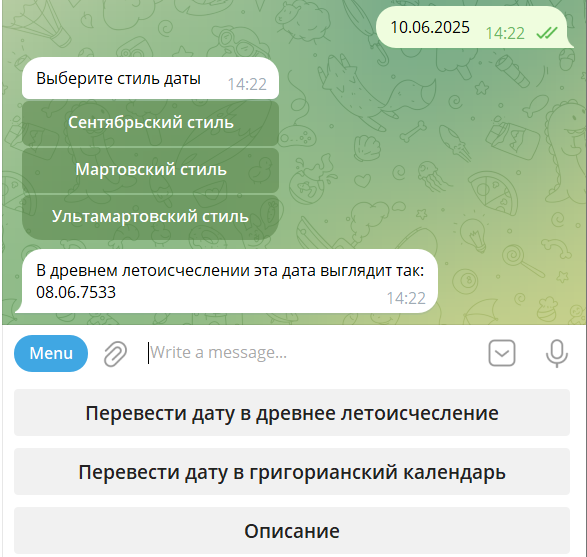 10.06.2025 14:22
Выберите стиль даты 14:22
Сентябрьский стиль
Мартовский стиль
Ультамартовский стиль
В древнем летоисчеслении эта дата выглядит так:
08.06.7533 14:22
Menu Write a message...
Перевести дату в древнее летоисчесление
Перевести дату в григорианский календарь
Описание